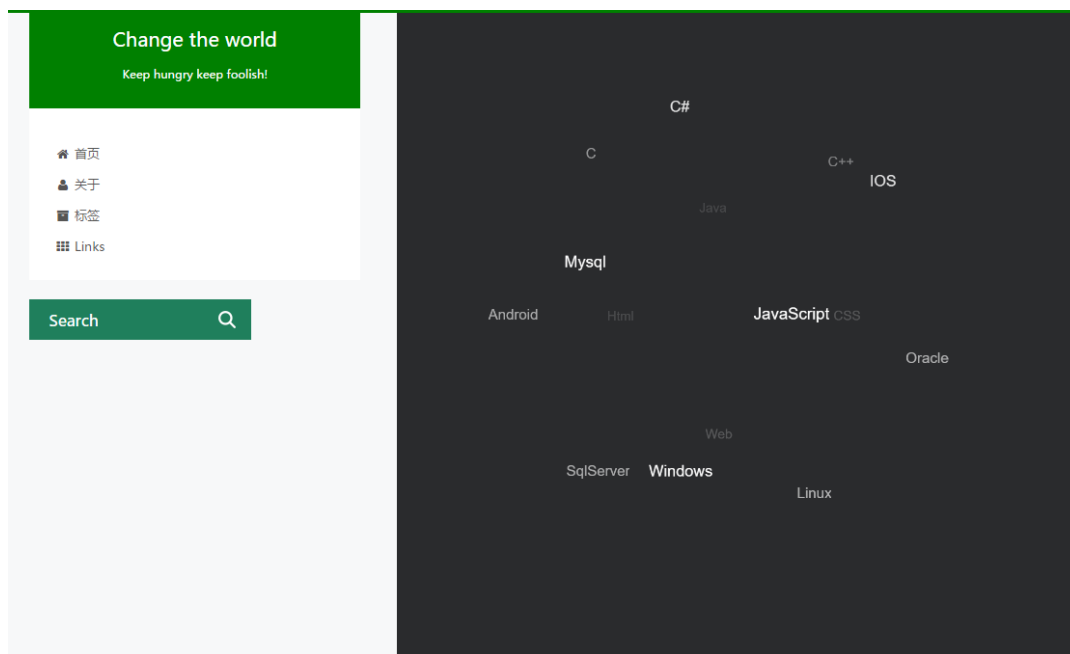 Change the world
Keep hungry keep foolish!
首页
关于
标签
Links
Search
C#
C
C++
IOS
Java
Mysql
Android
Html
JavaScript
CSS
Oracle
Web
SqlServer
Windows
Linux